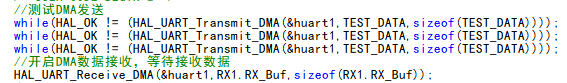 //测试DMA发送
while(HAL_OK != (HAL_UART_Transmit_DMA(&huart1,TEST_DATA,sizeof(TEST_DATA))));
while(HAL_OK != (HAL_UART_Transmit_DMA(&huart1,TEST_DATA,sizeof(TEST_DATA))));
while(HAL_OK != (HAL_UART_Transmit_DMA(&huart1,TEST_DATA,sizeof(TEST_DATA))));
//开启DMA数据接收，等待接收数据
HAL_UART_Receive_DMA(&huart1,RX1.RX_Buf,sizeof(RX1.RX_Buf));